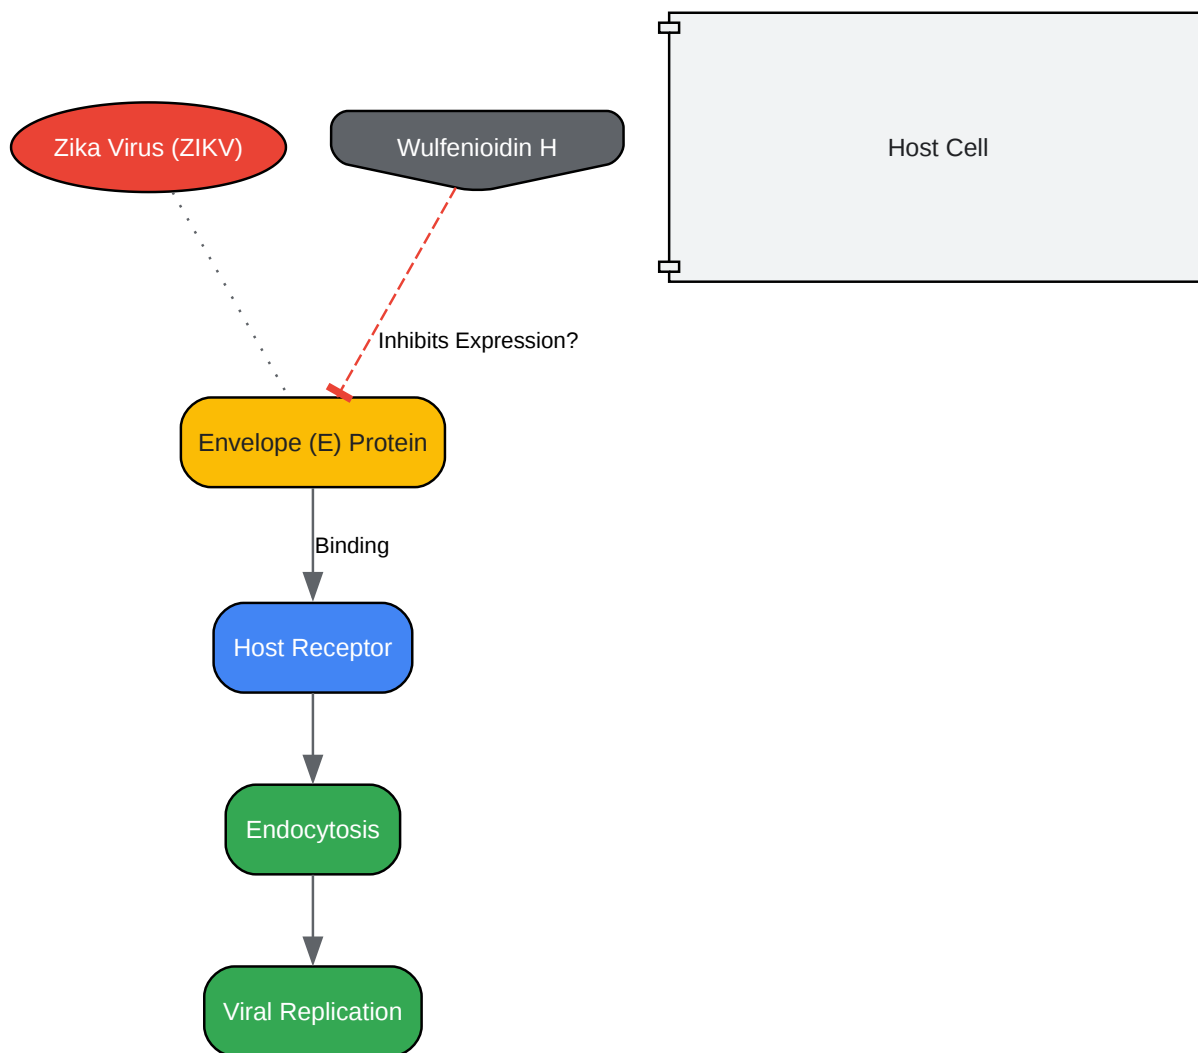 Zika Virus (ZIKV)
Wulfenioidin H
Host Cell
Inhibits Expression?
Envelope (E) Protein
Binding
Host Receptor
Endocytosis
Viral Replication